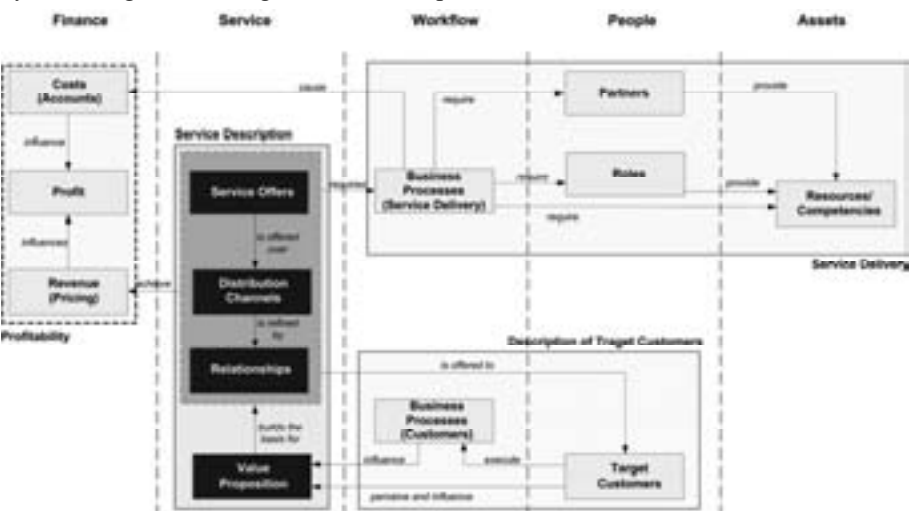 Finance
Service
Workflow
People
Assets
Costs
(Accounts)
cause
require
Partners
provide
influence
Service Description
Profit
Service Offers
requires
Business
Processes
(Service Delivery)
require
Roles
provide
require
Resources/
Competencies
Service Delivery
influences
is offered
over
Revenue
(Pricing)
achieve
Distribution
Channels
Profitability
is refined
by
Description of Traget Customers
Relationships
is offered to
builds the
basis for
Business
Processes
(Customers)
Value
Proposition
influence
execute
Target
Customers
perceive and influence